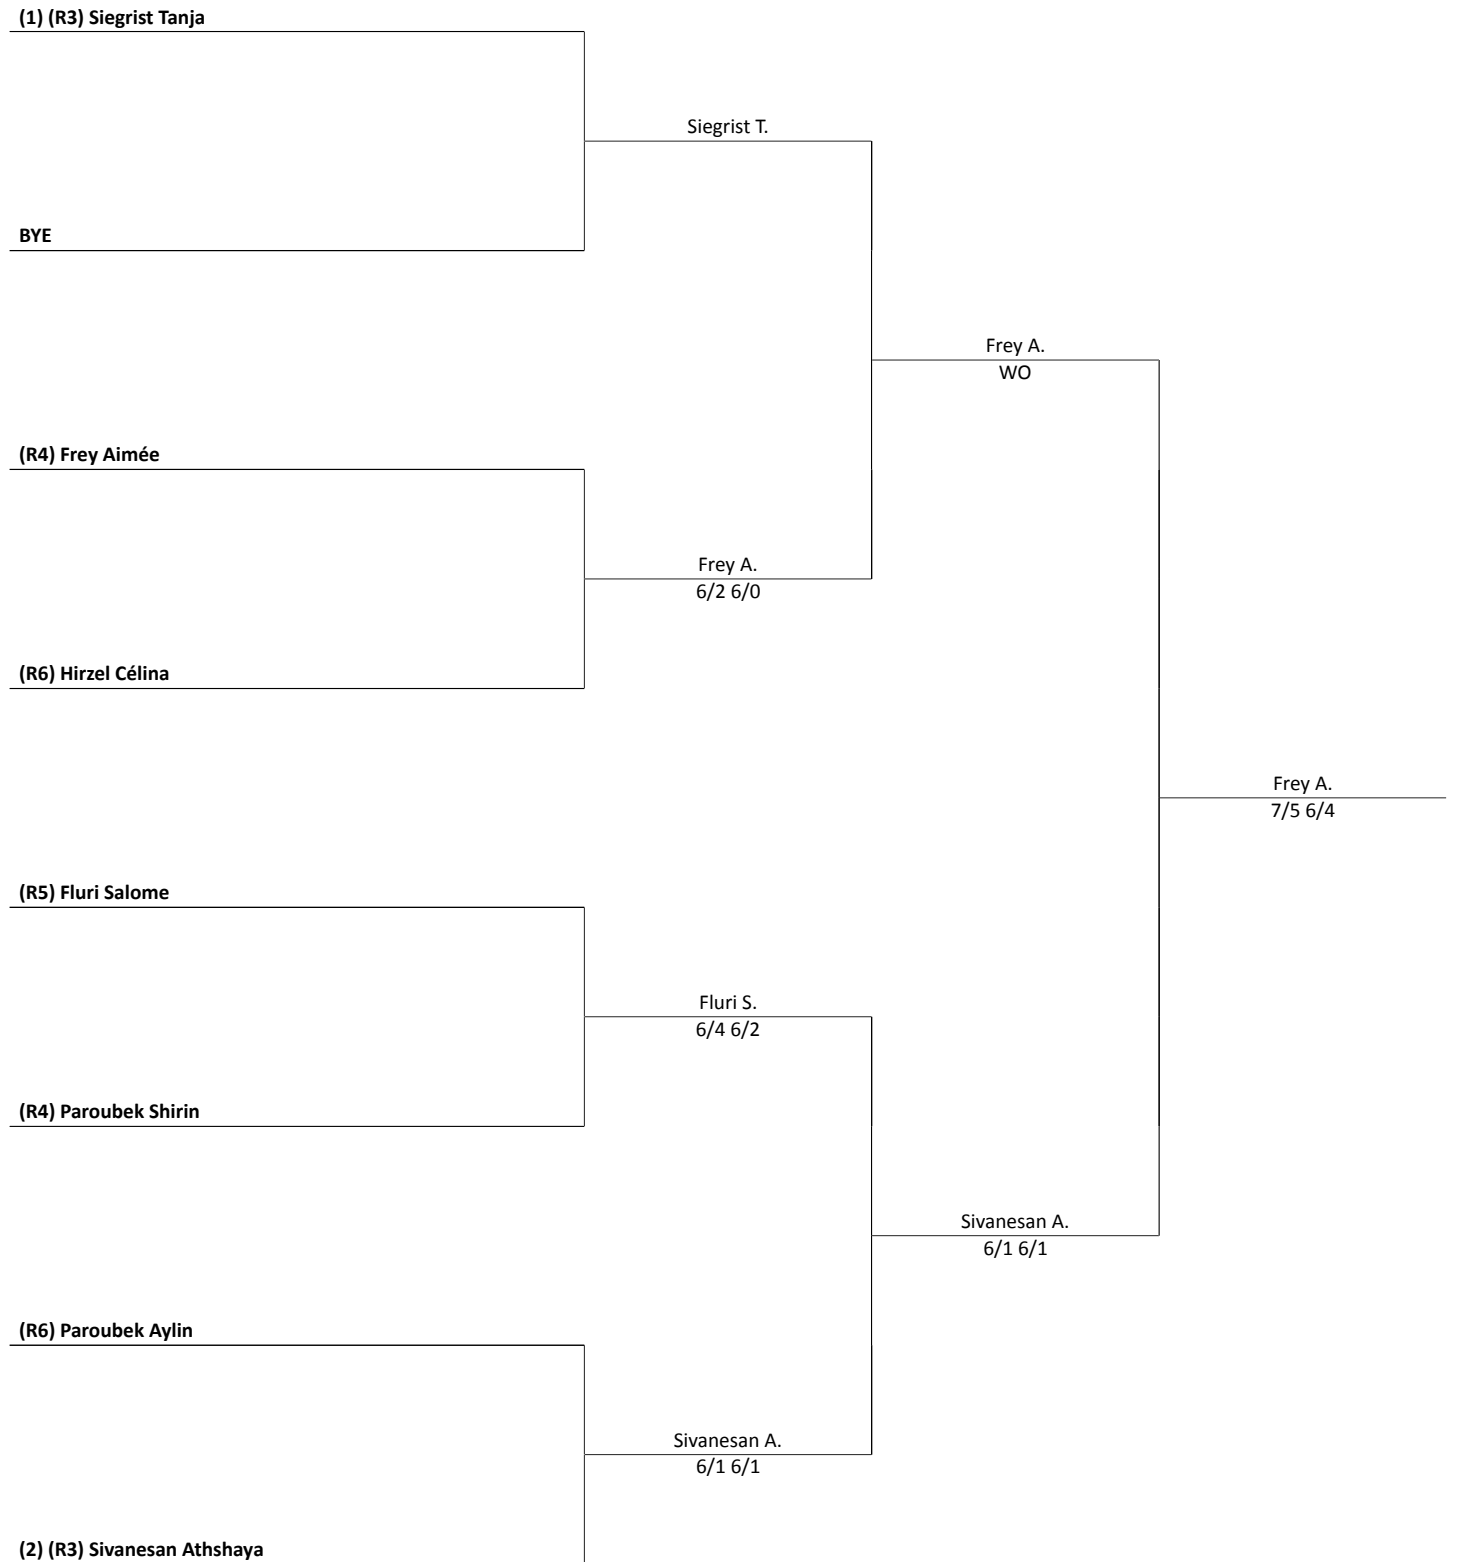 (1) (R3) Siegrist Tanja
Siegrist T.
BYE
Frey A.
WO
(R4) Frey Aimée
Frey A.
6/2 6/0
(R6) Hirzel Célina
Frey A.
7/5 6/4
(R5) Fluri Salome
Fluri S.
6/4 6/2
(R4) Paroubek Shirin
Sivanesan A.
6/1 6/1
(R6) Paroubek Aylin
Sivanesan A.
6/1 6/1
(2) (R3) Sivanesan Athshaya